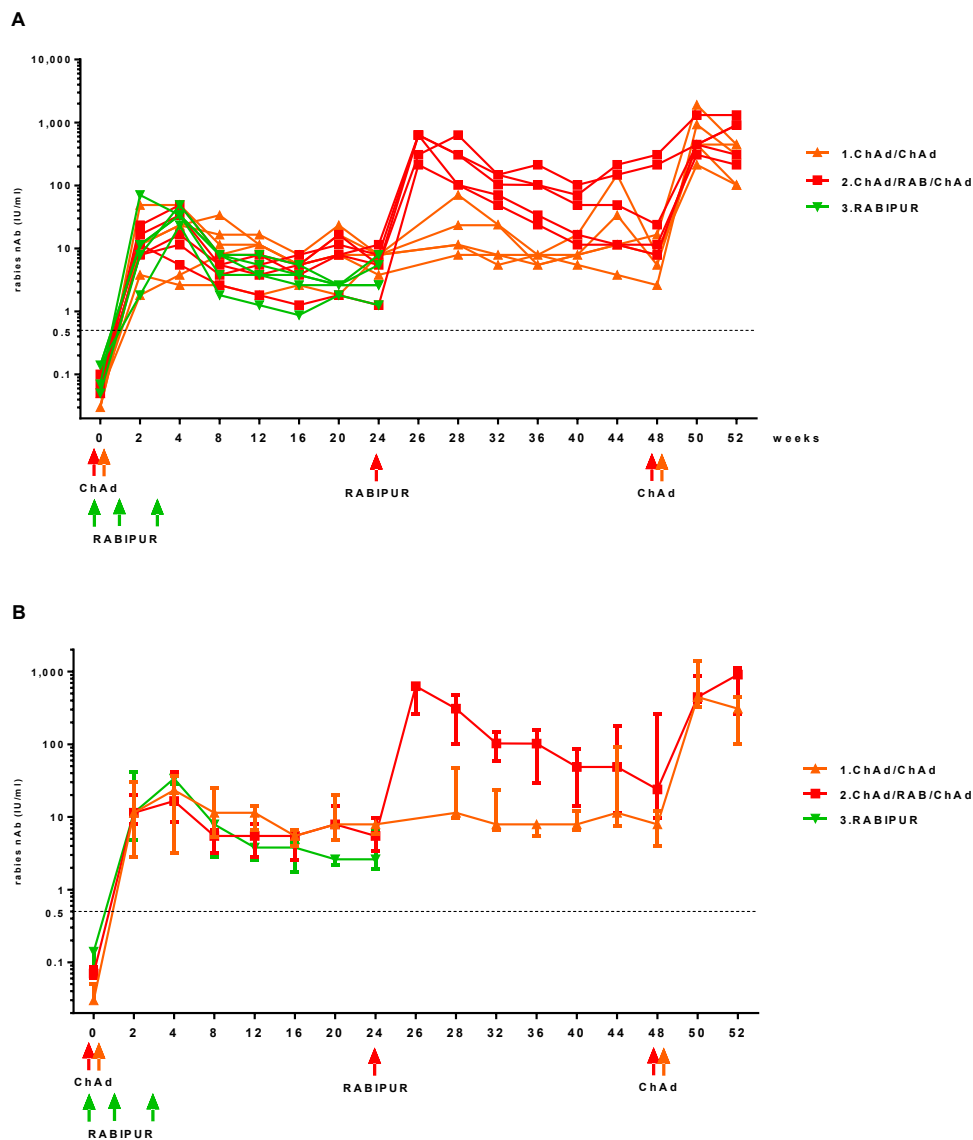 A
10,000
1,000
100
10
1
0.5
0.1
rabies nAb (IU/ml)
1.ChAd/ChAd
2.ChAd/RAB/ChAd
3.RABIPUR
0 2 4 8 12 16 20 24 26 28 32 36 40 44 48 50 52 weeks
ChAd RABIPUR ChAd
RABIPUR
B
1,000
100
10
1
0.5
0.1
rabies nAb (IU/ml)
1.ChAd/ChAd
2.ChAd/RAB/ChAd
3.RABIPUR
0 2 4 8 12 16 20 24 26 28 32 36 40 44 48 50 52
ChAd RABIPUR ChAd
RABIPUR